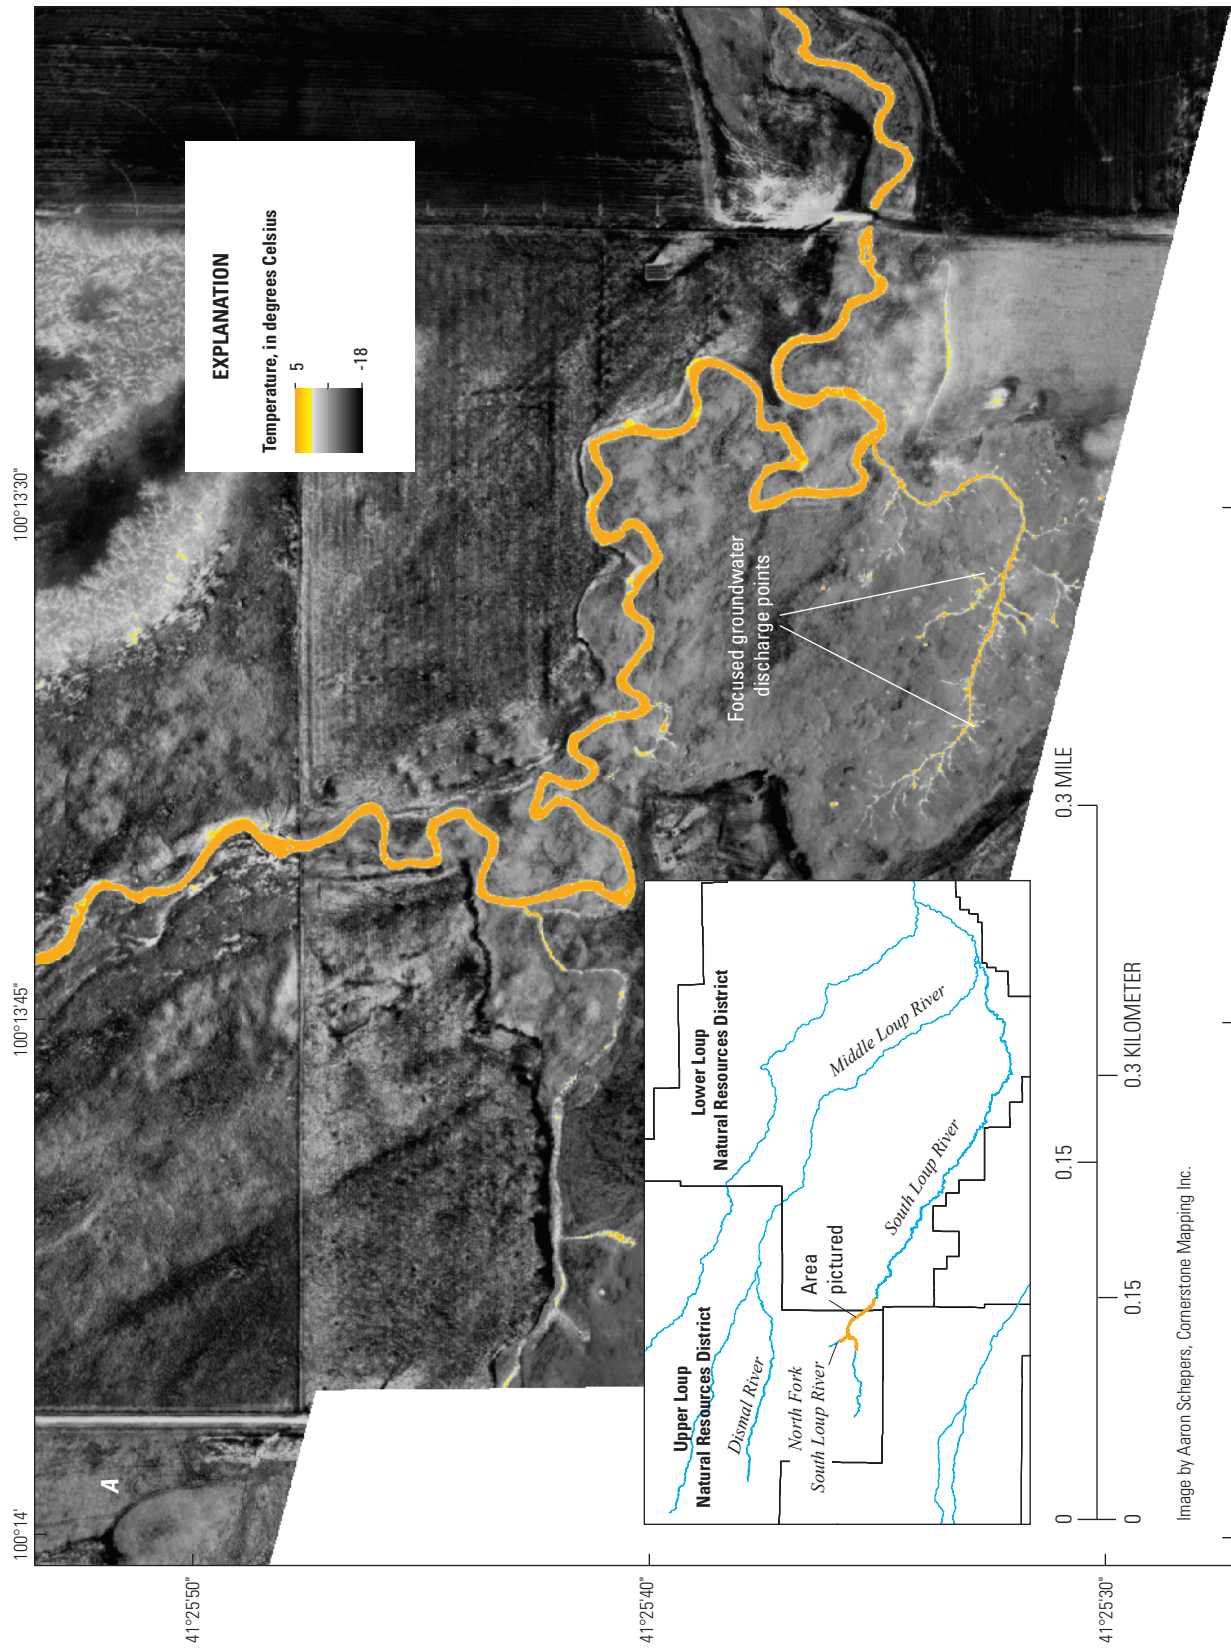 A
100°14'
100°13'45"
100°13'30"
41°25'50"
41°25'40"
41°25'30"
EXPLANATION
Temperature, in degrees Celsius
5
-18
Focused groundwater
discharge points
Upper Loup
Natural Resources District
Lower Loup
Natural Resources District
Dismal River
North Fork
South Loup River
Middle Loup River
South Loup River
Area
pictured
0
0.15
0.3 MILE
0
0.15
0.3 KILOMETER
Image by Aaron Schepers, Cornerstone Mapping Inc.